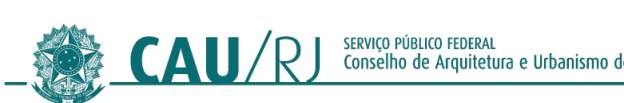 CAU/RJ
SERVIÇO PÚBLICO FEDERAL
Conselho de Arquitetura e Urbanismo d